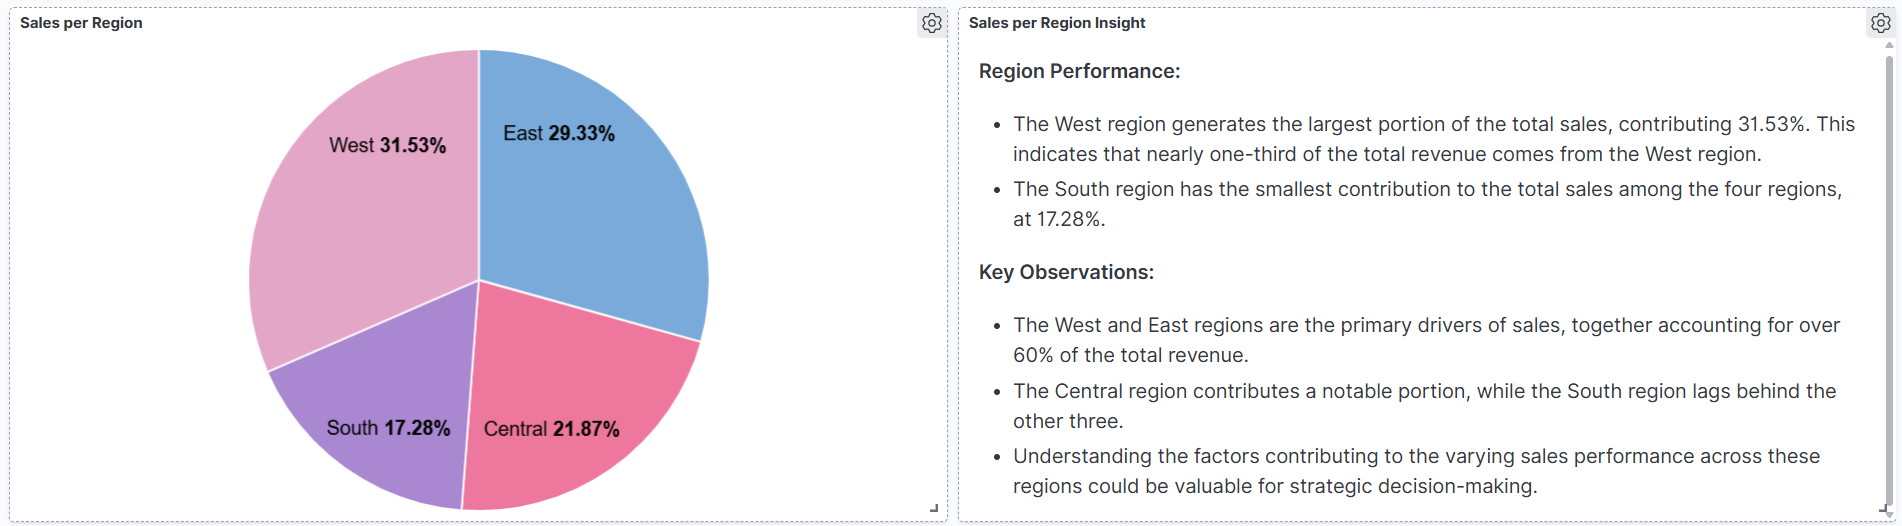 Sales per Region
West 31.53%
East 29.33%
South 17.28%
Central 21.87%
Sales per Region Insight
Region Performance:
• The West region generates the largest portion of the total sales, contributing 31.53%. This
indicates that nearly one-third of the total revenue comes from the West region.
• The South region has the smallest contribution to the total sales among the four regions,
at 17.28%.
Key Observations:
• The West and East regions are the primary drivers of sales, together accounting for over
60% of the total revenue.
• The Central region contributes a notable portion, while the South region lags behind the
other three.
• Understanding the factors contributing to the varying sales performance across these
regions could be valuable for strategic decision-making.